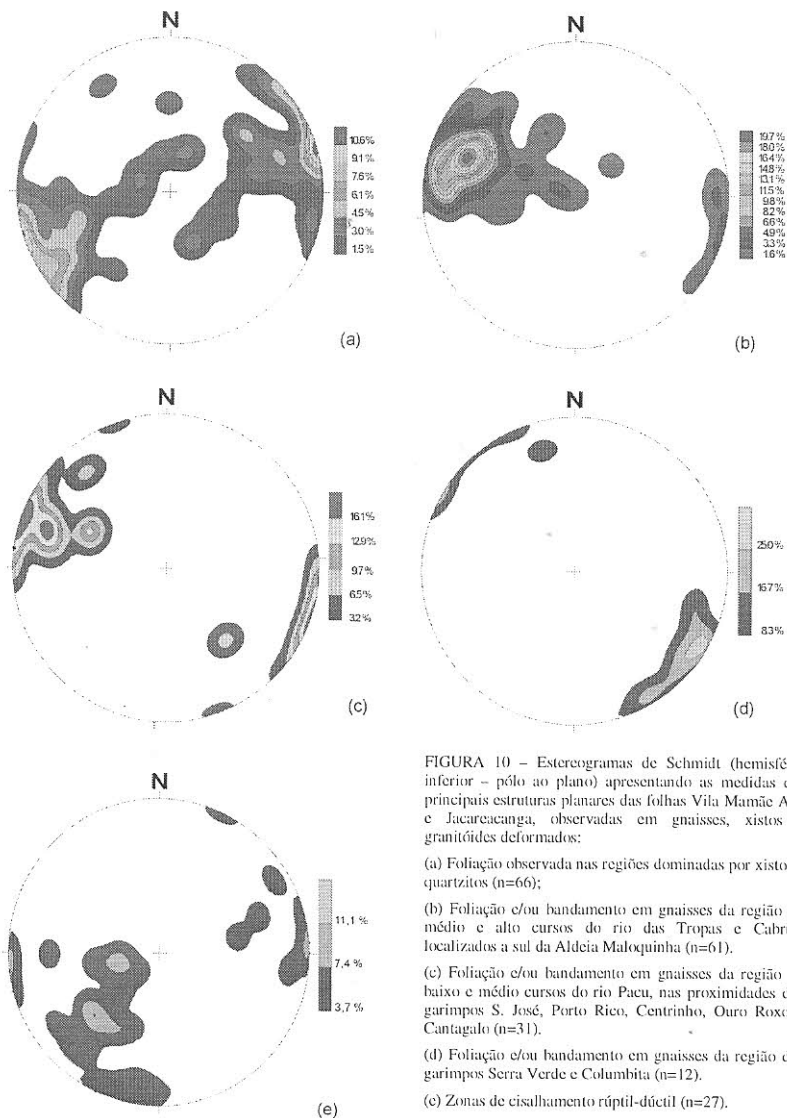 N
10.6%
9.1%
7.6%
6.1%
4.5%
3.0%
1.5%
(a)
N
19.7%
18.0%
16.4%
14.8%
13.1%
11.5%
9.8%
8.2%
6.6%
4.9%
3.3%
1.6%
(b)
N
16.1%
12.9%
9.7%
6.5%
3.2%
(c)
N
25.0%
16.7%
8.3%
(d)
N
11,1 %
7,4 %
3,7 %
(e)
FIGURA 10 – Estereogramas de Schmidt (hemisfé
inferior – pólo ao plano) apresentando as medidas
principais estruturas planares das folhas Vila Mamãe A
e Jacareacanga, observadas em gnaisses, xistos
granitóides deformados:
(a) Foliação observada nas regiões dominadas por xisto
quartzitos (n=66);
(b) Foliação e/ou bandamento em gnaisses da região
médio e alto cursos do rio das Tropas e Cabr
localizados a sul da Aldeia Maloquinha (n=61).
(c) Foliação e/ou bandamento em gnaisses da região
baixo e médio cursos do rio Pacu, nas proximidades d
garimpos S. José, Porto Rico, Centrinho, Ouro Roxo
Cantagalo (n=31).
(d) Foliação e/ou bandamento em gnaisses da região d
garimpos Serra Verde e Columbita (n=12).
(e) Zonas de cisalhamento rúptil-dúctil (n=27).